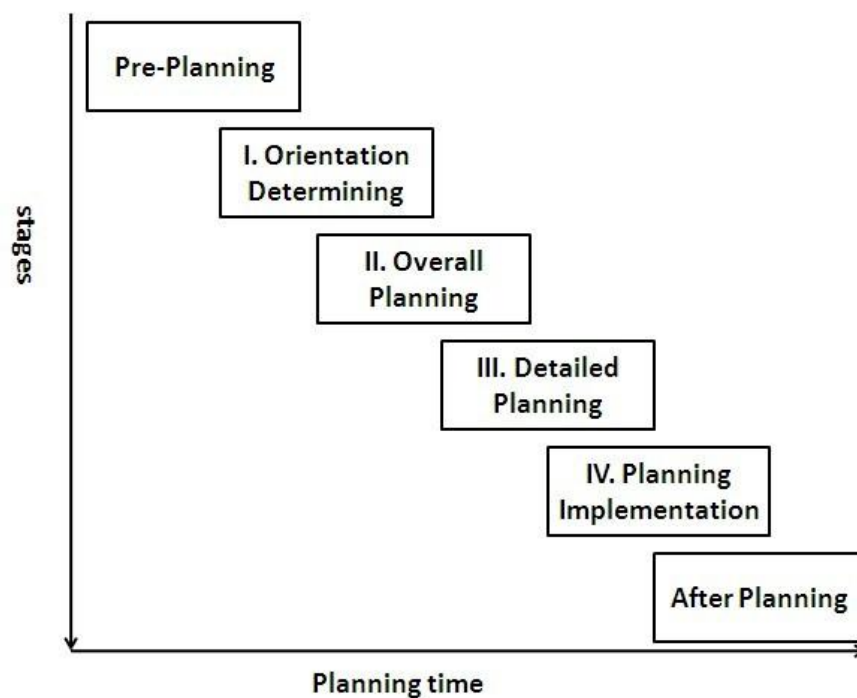 Pre-Planning
I. Orientation
Determining
stages
II. Overall
Planning
III. Detailed
Planning
IV. Planning
Implementation
After Planning
Planning time